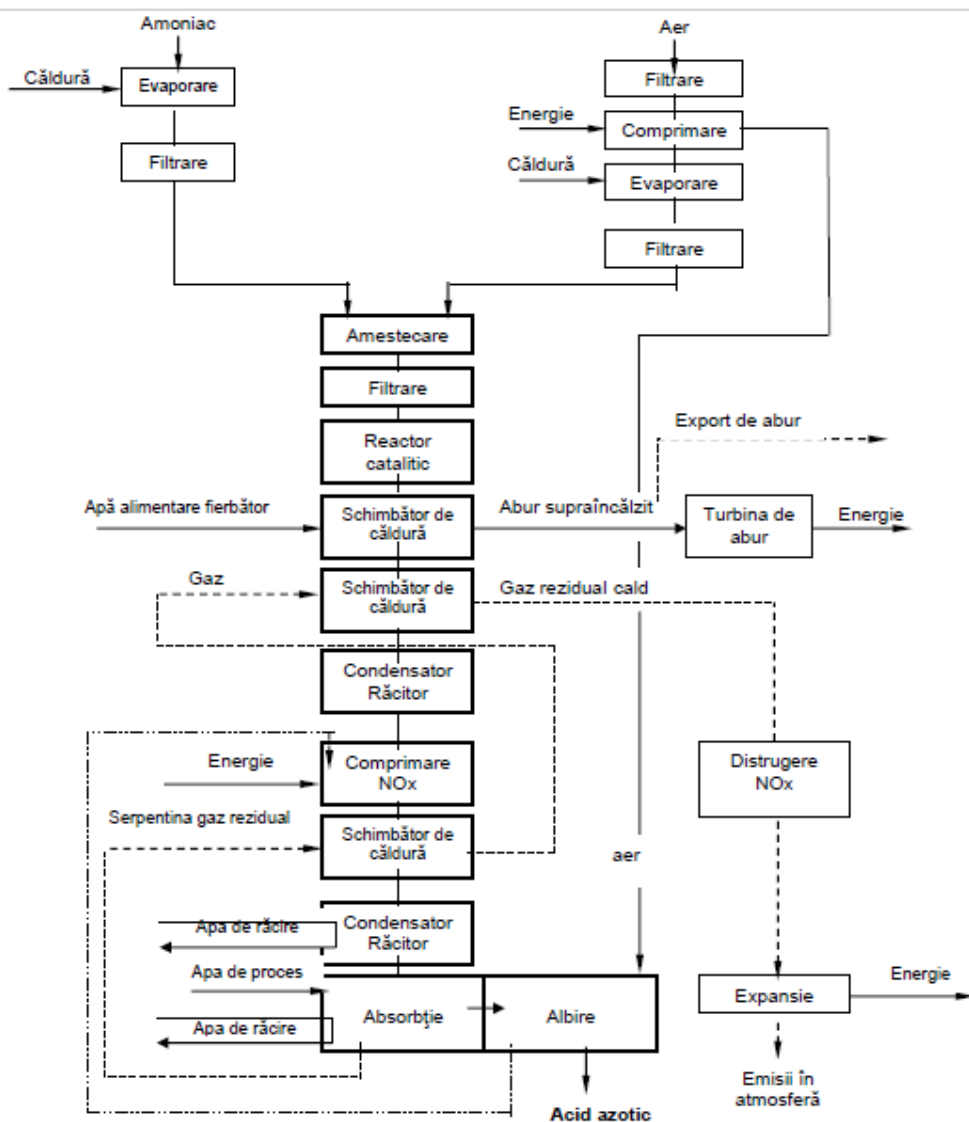 Amoniac
Aer
Căldură
Evaporare
Filtrare
Energie
Comprimare
Filtrare
Căldură
Evaporare
Filtrare
Amestecare
Filtrare
Reactor
catalitic
Export de abur
Apă alimentare fierbător
Schimbător de
căldură
Abur supraîncălzit
Turbina de
abur
Energie
Gaz
Schimbător de
căldură
Gaz rezidual cald
Condensator
Răcitor
Energie
Comprimare
NOx
Distrugere
NOx
Serpentina gaz rezidual
Schimbător de
căldură
aer
Apa de răcire
Condensator
Răcitor
Apa de proces
Absorbţie
Albire
Expansie
Energie
Apa de răcire
Acid azotic
Emisii în
atmosferă